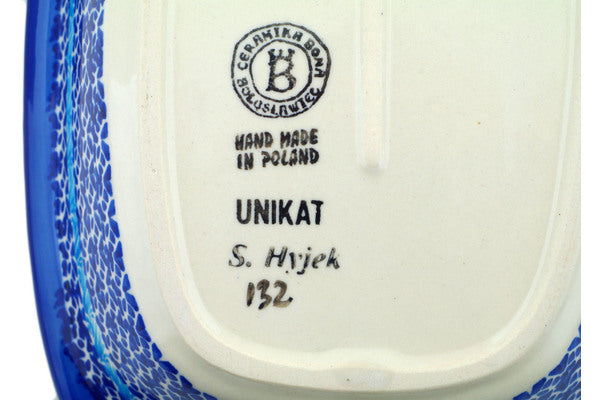 CERAMIKA BONA
BOLESŁAWIEC
B
HAND MADE
IN POLAND
UNIKAT
S. Hyjek
132